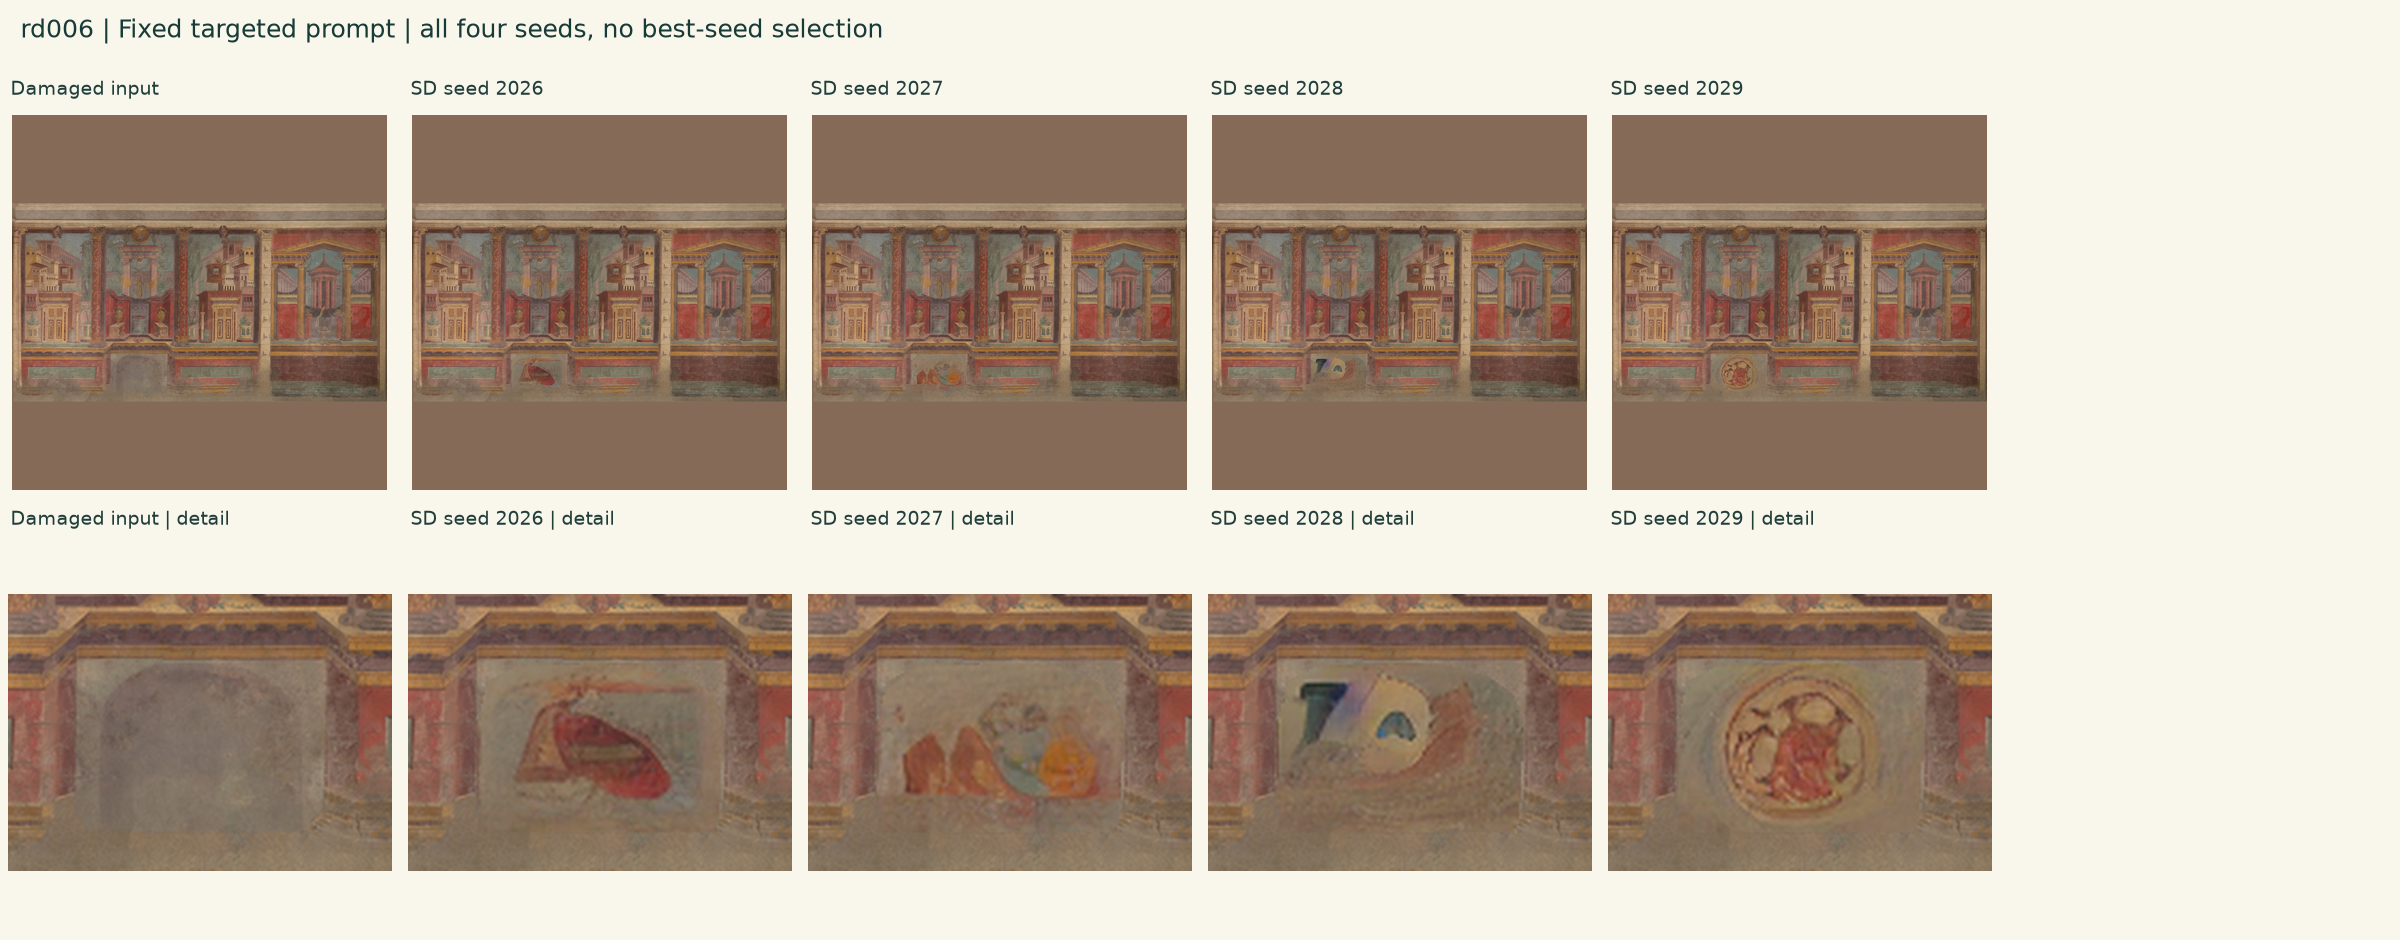 rd006 | Fixed targeted prompt | all four seeds, no best-seed selection
Damaged input
SD seed 2026
SD seed 2027
SD seed 2028
SD seed 2029
Damaged input | detail
SD seed 2026 | detail
SD seed 2027 | detail
SD seed 2028 | detail
SD seed 2029 | detail